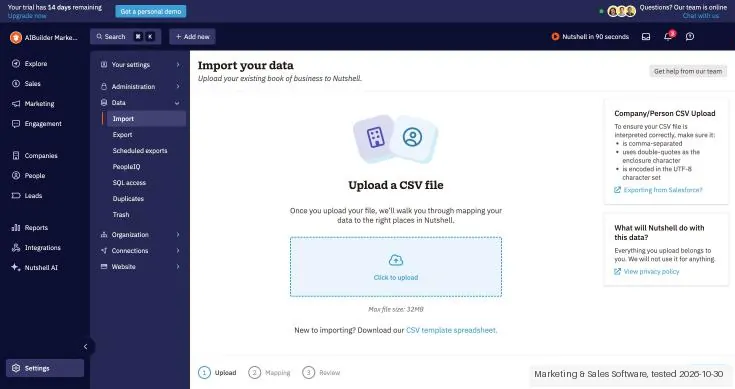 Your trial has 14 days remaining
Upgrade now
Get a personal demo
Questions? Our team is online
Chat with us
AIBuilder Marke...
Search ⌘ K
+ Add new
Nutshell in 90 seconds
Explore
Sales
Marketing
Engagement
Companies
People
Leads
Reports
Integrations
Nutshell AI
Settings
Your settings
Administration
Data
Import
Export
Scheduled exports
PeopleIQ
SQL access
Duplicates
Trash
Organization
Connections
Website
Import your data
Upload your existing book of business to Nutshell.
Get help from our team
Upload a CSV file
Once you upload your file, we'll walk you through mapping your
data to the right places in Nutshell.
Click to upload
Max file size: 32MB
New to importing? Download our CSV template spreadsheet.
Company/Person CSV Upload
To ensure your CSV file is
interpreted correctly, make sure it:
• is comma-separated
• uses double-quotes as the
enclosure character
• is encoded in the UTF-8
character set
Exporting from Salesforce?
What will Nutshell do with
this data?
Everything you upload belongs to
you. We will not use it for anything.
View privacy policy
1 Upload
2 Mapping
3 Review
Marketing & Sales Software, tested 2026-10-30